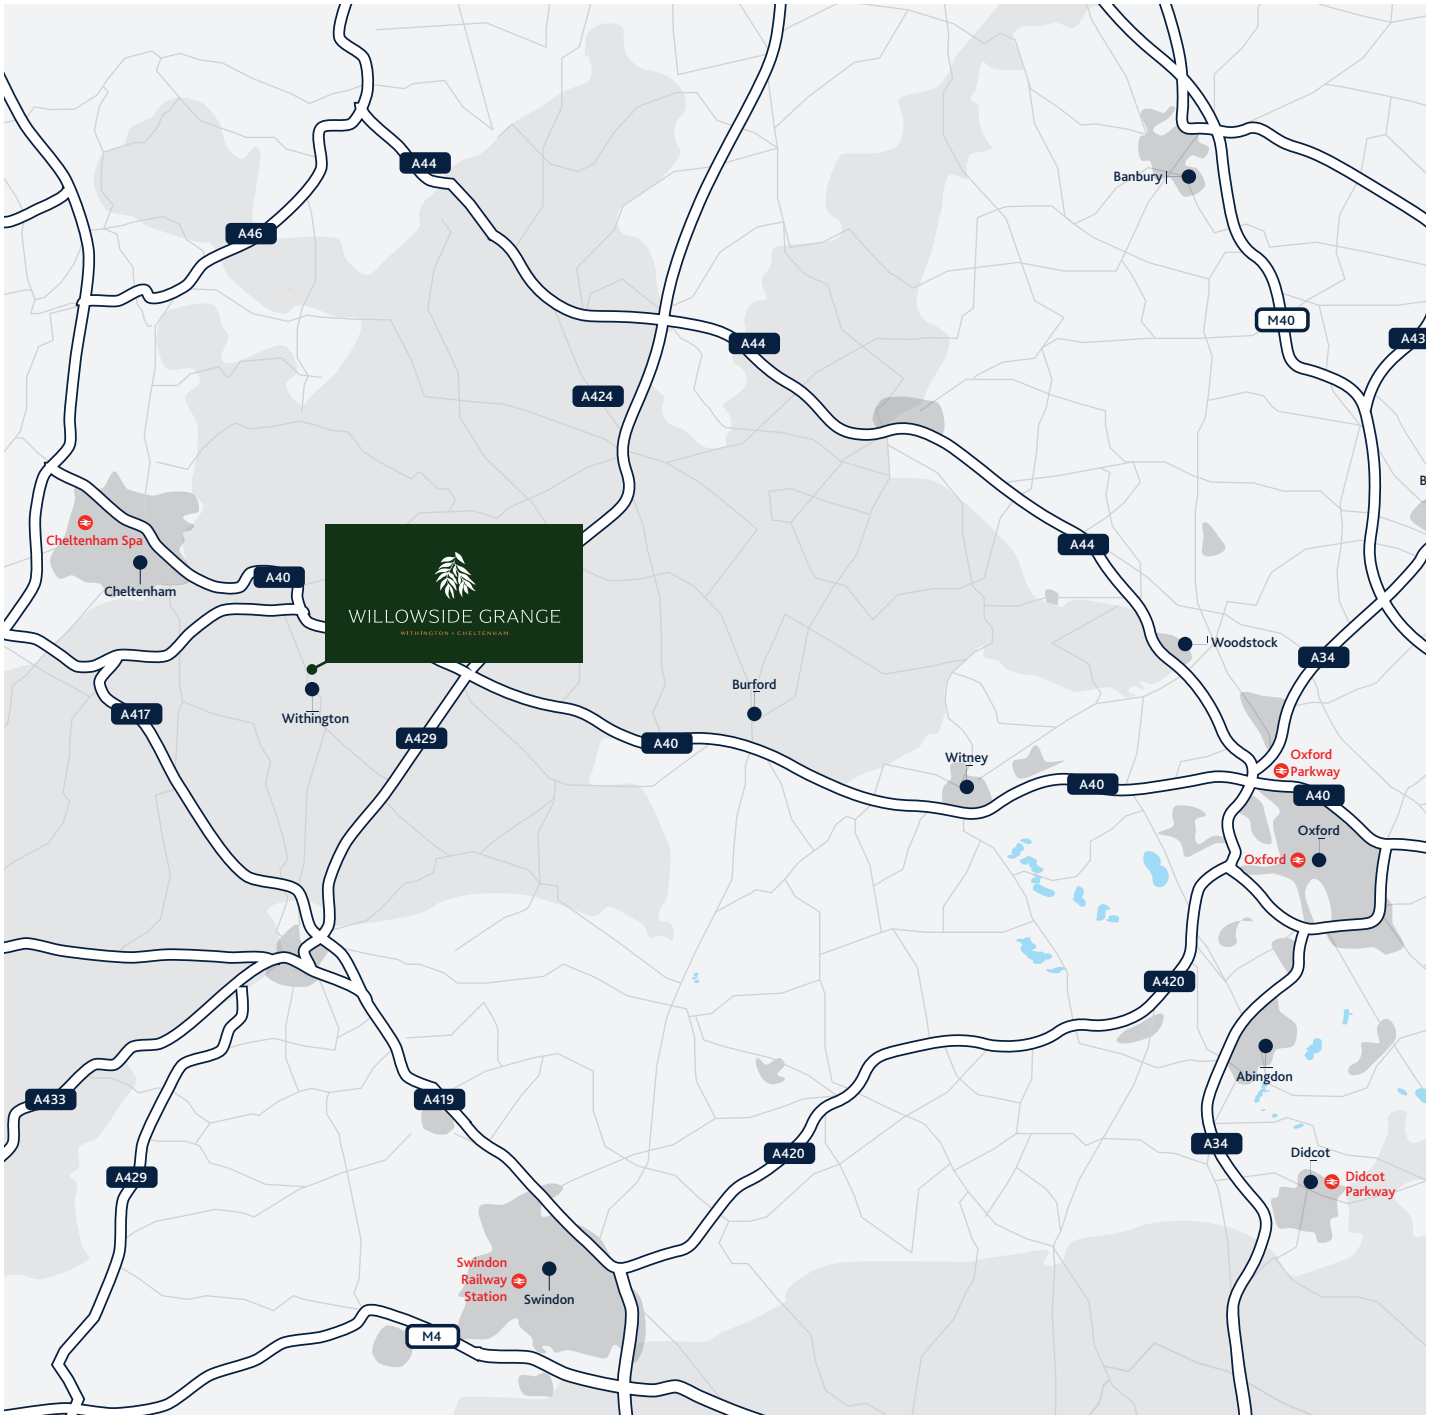 A44
Banbury
A46
M40
A43
A44
A424
B
Cheltenham Spa
A44
A40
Cheltenham
WILLOWSIDE GRANGE
WITHINGTON • CHELTENHAM
Woodstock
A34
Burford
A417
Withington
A429
A40
Witney
Oxford
Parkway
A40
A40
Oxford
Oxford
A420
Abingdon
A433
A419
A34
A420
Didcot
Didcot
Parkway
A429
Swindon
Railway
Station
Swindon
M4